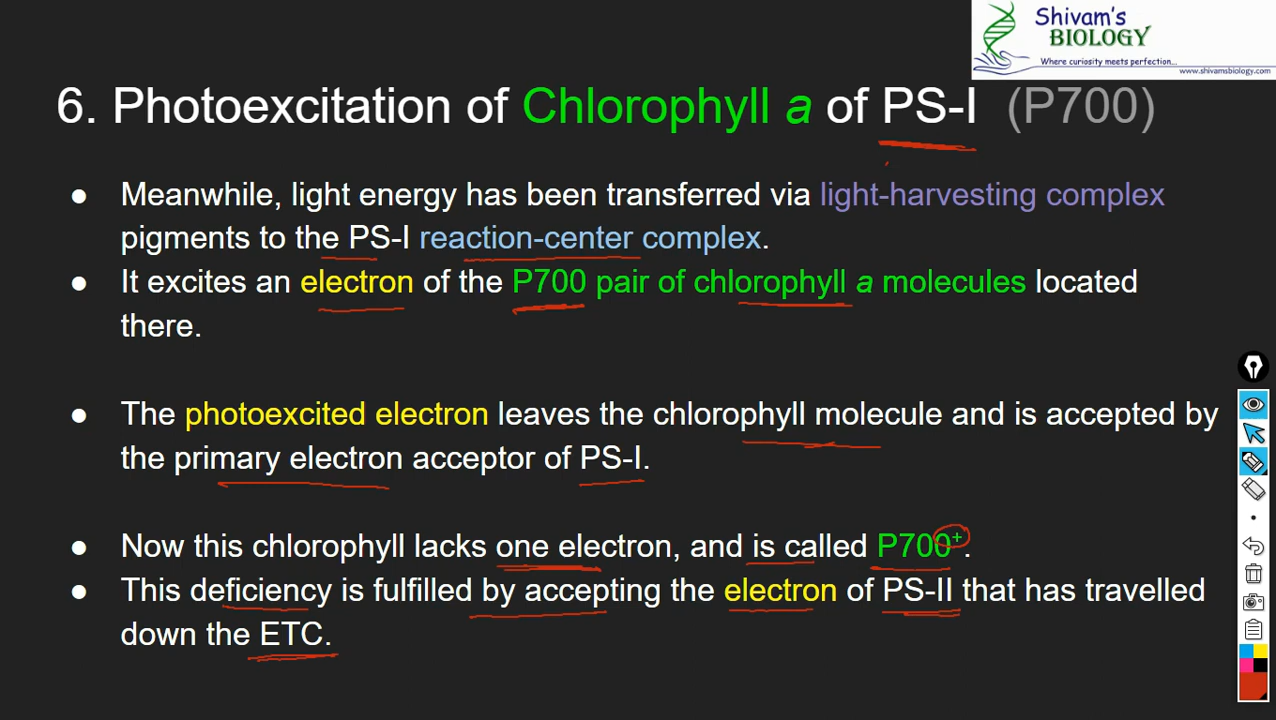 Shivam's
BIOLOGY
Where curiosity meets perfection...
www.shivamsbiology.com
6. Photoexcitation of Chlorophyll a of PS-I (P700)
● Meanwhile, light energy has been transferred via light-harvesting complex
pigments to the PS-I reaction-center complex.
● It excites an electron of the P700 pair of chlorophyll a molecules located
there.
● The photoexcited electron leaves the chlorophyll molecule and is accepted by
the primary electron acceptor of PS-I.
● Now this chlorophyll lacks one electron, and is called P700⁺.
● This deficiency is fulfilled by accepting the electron of PS-II that has travelled
down the ETC.